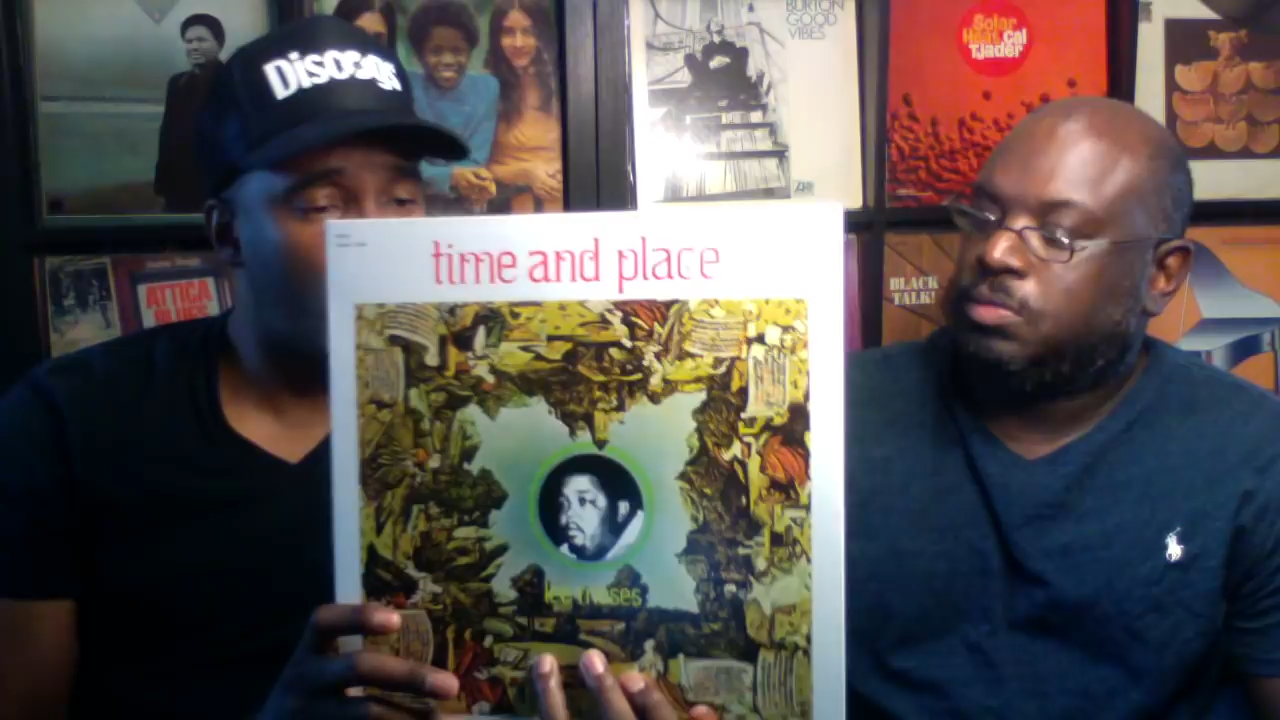 BURTON
GOOD
VIBES
Solar
Heat Cal
Tjader
Discogs
time and place
ATTICA
BLUES
BLACK
TALK!
lee moses